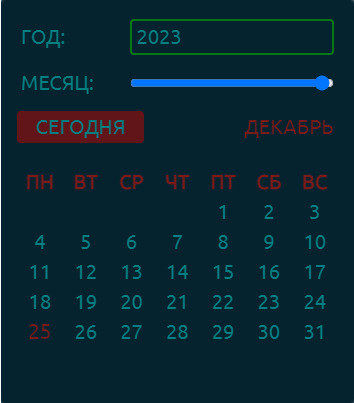 ГОД: 2023
МЕСЯЦ:
СЕГОДНЯ ДЕКАБРЬ
ПН ВТ СР ЧТ ПТ СБ ВС
1 2 3
4 5 6 7 8 9 10
11 12 13 14 15 16 17
18 19 20 21 22 23 24
25 26 27 28 29 30 31